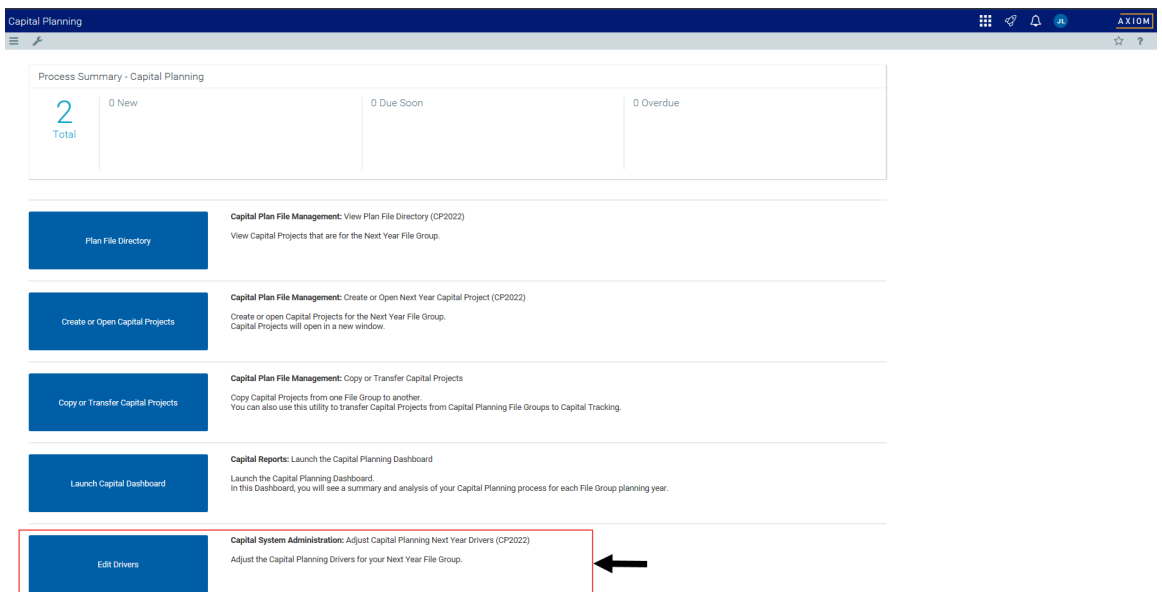 Capital Planning
JL
AXIOM
?
Process Summary - Capital Planning
2
Total
0 New
0 Due Soon
0 Overdue
Plan File Directory
Capital Plan File Management: View Plan File Directory (CP2022)
View Capital Projects that are for the Next Year File Group.
Create or Open Capital Projects
Capital Plan File Management: Create or Open Next Year Capital Project (CP2022)
Create or open Capital Projects for the Next Year File Group.
Capital Projects will open in a new window.
Copy or Transfer Capital Projects
Capital Plan File Management: Copy or Transfer Capital Projects
Copy Capital Projects from one File Group to another.
You can also use this utility to transfer Capital Projects from Capital Planning File Groups to Capital Tracking.
Launch Capital Dashboard
Capital Reports: Launch the Capital Planning Dashboard
Launch the Capital Planning Dashboard.
In this Dashboard, you will see a summary and analysis of your Capital Planning process for each File Group planning year.
Edit Drivers
Capital System Administration: Adjust Capital Planning Next Year Drivers (CP2022)
Adjust the Capital Planning Drivers for your Next Year File Group.